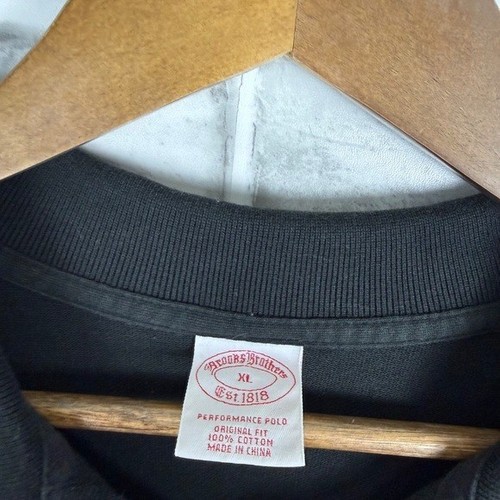 Brooks Brothers
XL
Est. 1818
PERFORMANCE POLO
ORIGINAL FIT
100% COTTON
MADE IN CHINA